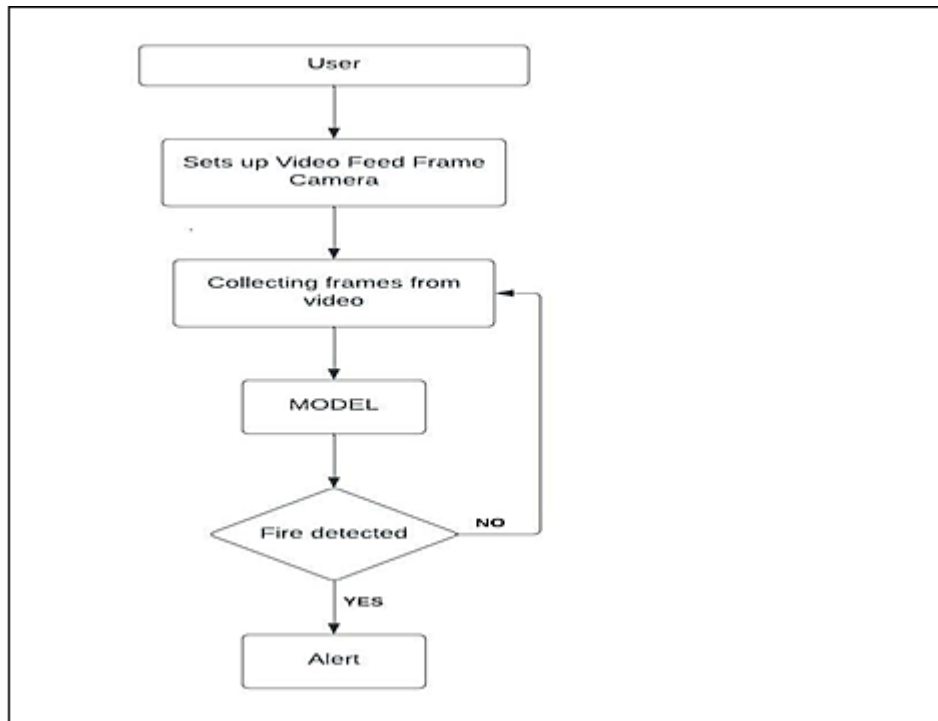 User
Sets up Video Feed Frame
Camera
Collecting frames from
video
MODEL
Fire detected
NO
YES
Alert